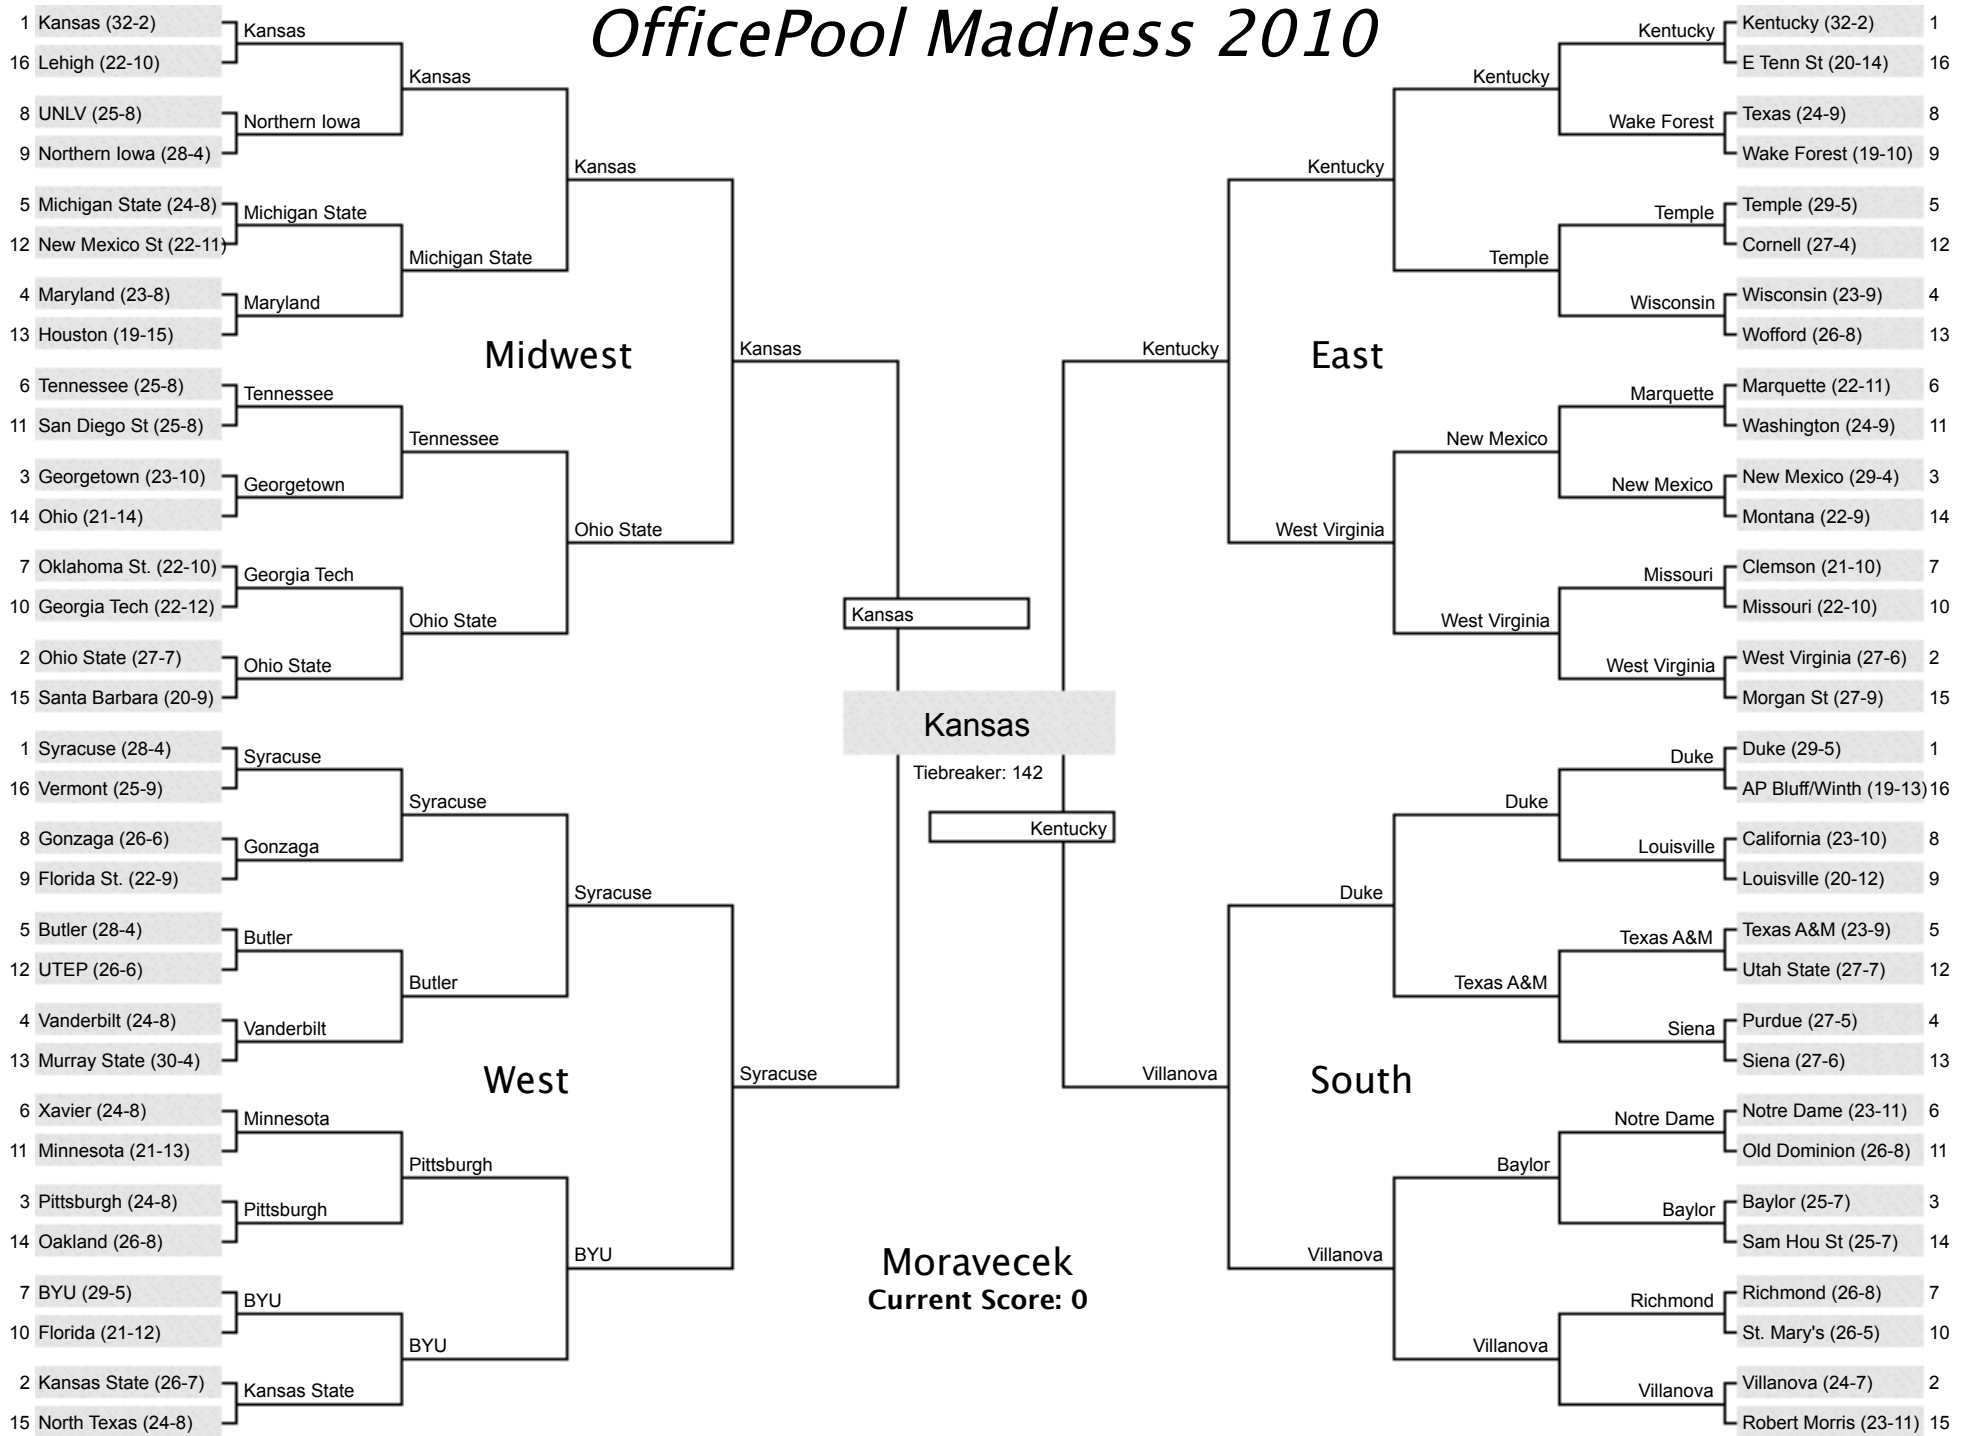 OfficePool Madness 2010
1 Kansas (32-2)
16 Lehigh (22-10)
8 UNLV (25-8)
9 Northern Iowa (28-4)
5 Michigan State (24-8)
12 New Mexico St (22-11)
4 Maryland (23-8)
13 Houston (19-15)
6 Tennessee (25-8)
11 San Diego St (25-8)
3 Georgetown (23-10)
14 Ohio (21-14)
7 Oklahoma St. (22-10)
10 Georgia Tech (22-12)
2 Ohio State (27-7)
15 Santa Barbara (20-9)
Kansas
Northern Iowa
Michigan State
Maryland
Tennessee
Georgetown
Georgia Tech
Ohio State
Kansas
Michigan State
Tennessee
Ohio State
Kansas
Ohio State
Midwest
Kansas
1 Syracuse (28-4)
16 Vermont (25-9)
8 Gonzaga (26-6)
9 Florida St. (22-9)
5 Butler (28-4)
12 UTEP (26-6)
4 Vanderbilt (24-8)
13 Murray State (30-4)
6 Xavier (24-8)
11 Minnesota (21-13)
3 Pittsburgh (24-8)
14 Oakland (26-8)
7 BYU (29-5)
10 Florida (21-12)
2 Kansas State (26-7)
15 North Texas (24-8)
Syracuse
Gonzaga
Butler
Vanderbilt
Minnesota
Pittsburgh
BYU
Kansas State
Syracuse
Butler
Pittsburgh
BYU
Syracuse
BYU
West
Syracuse
Kansas
Kansas
Tiebreaker: 142
Kentucky
Moravecek
Current Score: 0
Kentucky (32-2) 1
E Tenn St (20-14) 16
Texas (24-9) 8
Wake Forest (19-10) 9
Temple (29-5) 5
Cornell (27-4) 12
Wisconsin (23-9) 4
Wofford (26-8) 13
Marquette (22-11) 6
Washington (24-9) 11
New Mexico (29-4) 3
Montana (22-9) 14
Clemson (21-10) 7
Missouri (22-10) 10
West Virginia (27-6) 2
Morgan St (27-9) 15
Kentucky
Wake Forest
Temple
Wisconsin
Marquette
New Mexico
Missouri
West Virginia
Kentucky
Temple
New Mexico
West Virginia
Kentucky
West Virginia
East
Kentucky
Duke (29-5) 1
AP Bluff/Winth (19-13) 16
California (23-10) 8
Louisville (20-12) 9
Texas A&M (23-9) 5
Utah State (27-7) 12
Purdue (27-5) 4
Siena (27-6) 13
Notre Dame (23-11) 6
Old Dominion (26-8) 11
Baylor (25-7) 3
Sam Hou St (25-7) 14
Richmond (26-8) 7
St. Mary's (26-5) 10
Villanova (24-7) 2
Robert Morris (23-11) 15
Duke
Louisville
Texas A&M
Siena
Notre Dame
Baylor
Richmond
Villanova
Duke
Texas A&M
Baylor
Villanova
Duke
Villanova
South
Villanova